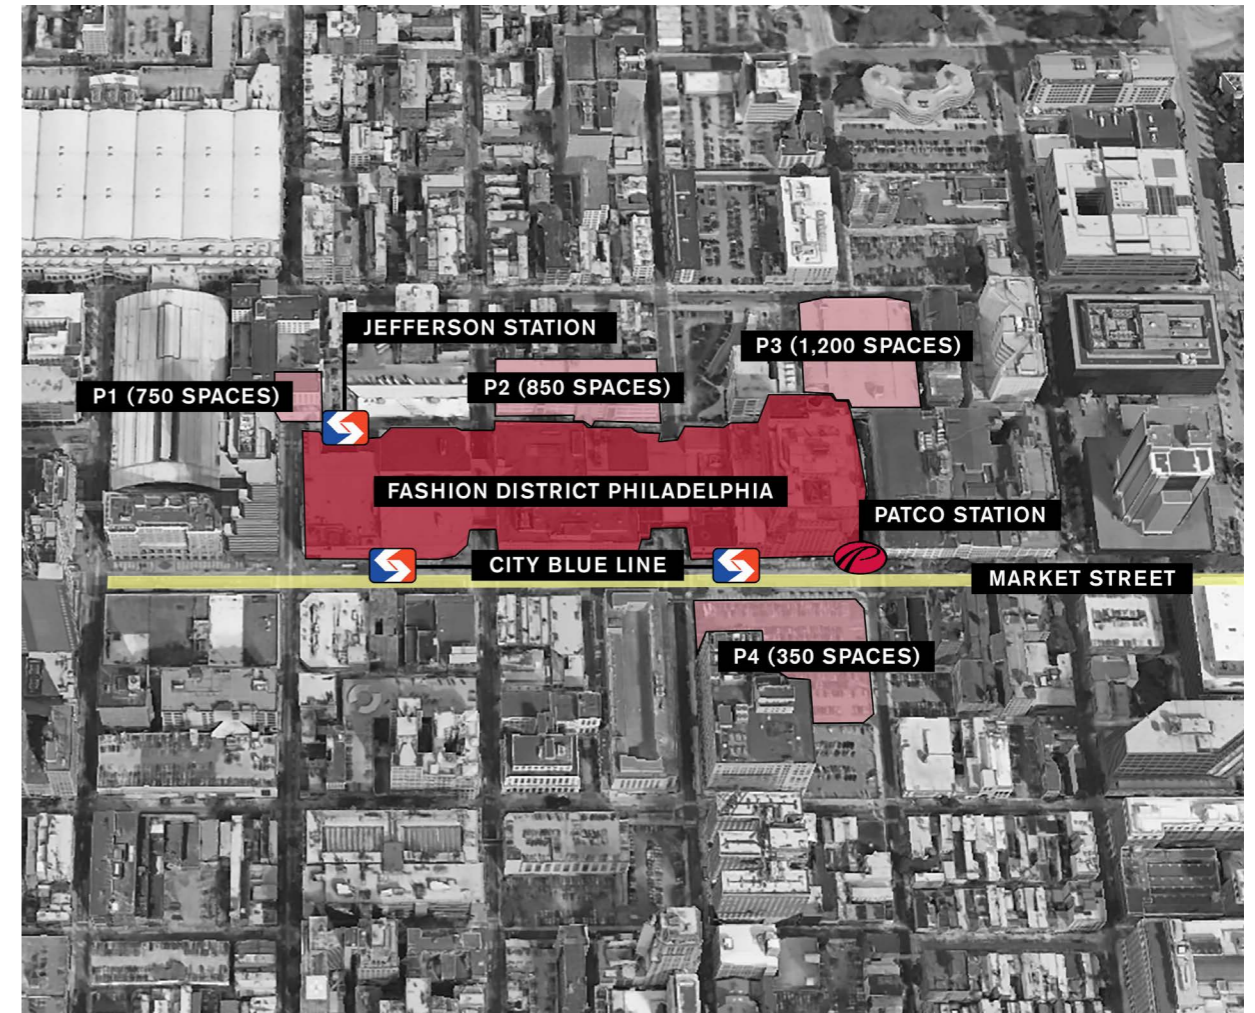 JEFFERSON STATION
P3 (1,200 SPACES)
P1 (750 SPACES)
P2 (850 SPACES)
FASHION DISTRICT PHILADELPHIA
PATCO STATION
CITY BLUE LINE
MARKET STREET
P4 (350 SPACES)